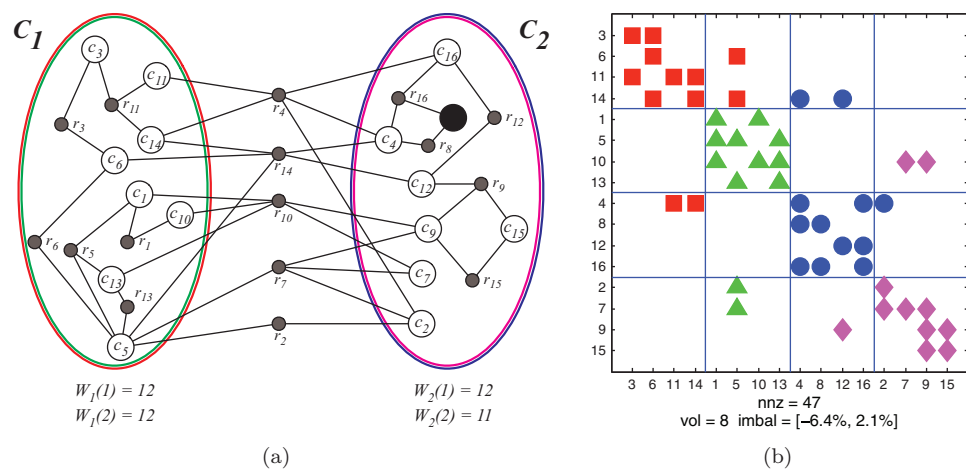 C1 C2
c3
c11
r11
r3
c14
c6
c1
c10
r1
r5
r6
c13
r13
c5
r4
r14
r10
r7
r2
c16
r16
r12
c4
r8
c12
r9
c9
c15
c7
r15
c2
W1(1) = 12
W1(2) = 12
W2(1) = 12
W2(2) = 11
(a)
3
6
11
14
1
5
10
13
4
8
12
16
2
7
9
15
3 6 11 14 1 5 10 13 4 8 12 16 2 7 9 15
nnz = 47
vol = 8 imbal = [−6.4%, 2.1%]
(b)